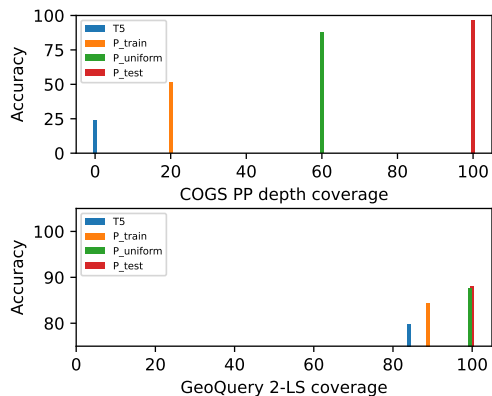 100
75
50
25
0
Accuracy
T5
P_train
P_uniform
P_test
0 20 40 60 80 100
COGS PP depth coverage
100
90
80
Accuracy
T5
P_train
P_uniform
P_test
0 20 40 60 80 100
GeoQuery 2-LS coverage